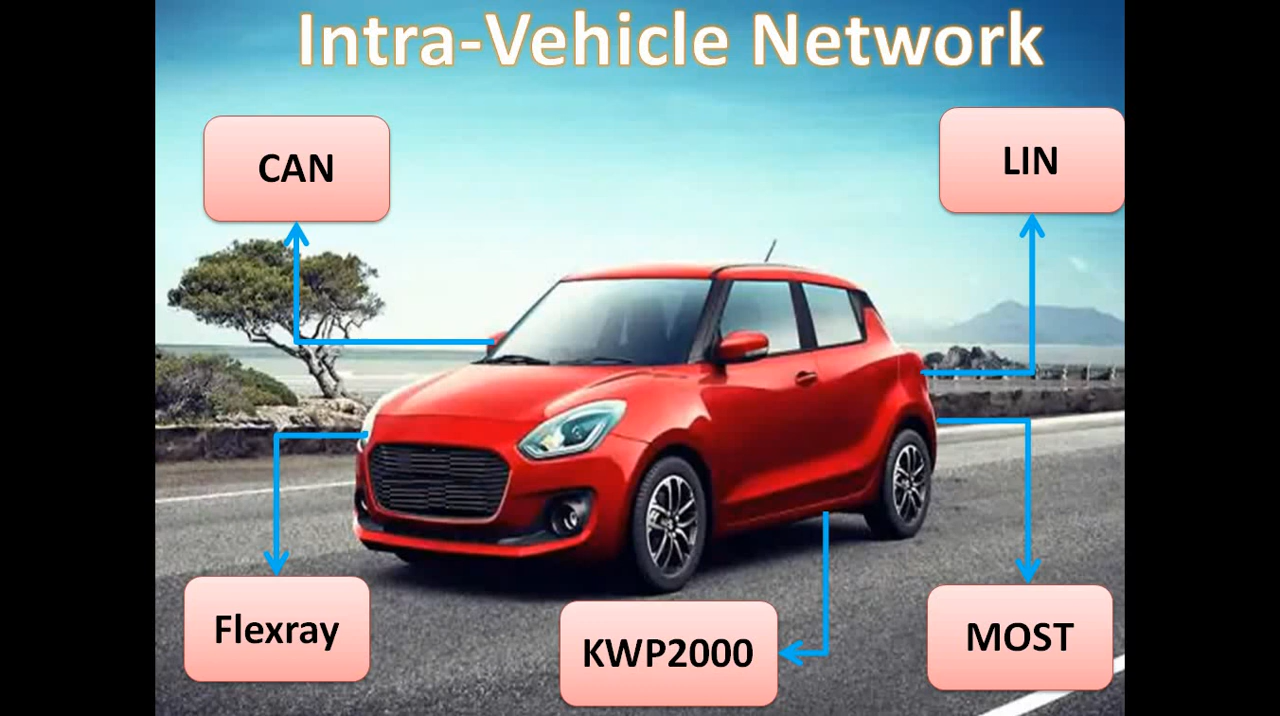 Intra-Vehicle Network
CAN
LIN
Flexray
KWP2000
MOST